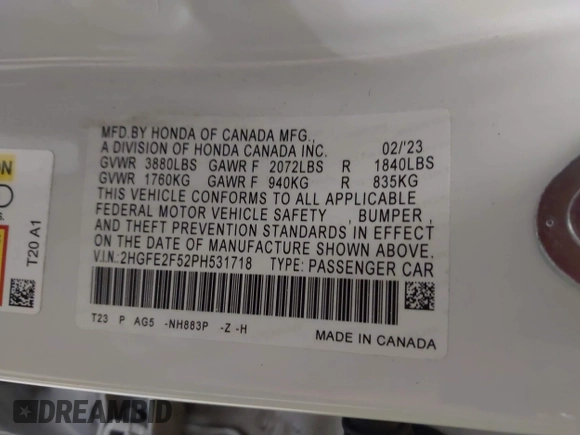 MFD.BY HONDA OF CANADA MFG.,
A DIVISION OF HONDA CANADA INC. 02/'23
GVWR 3880LBS GAWR F 2072LBS R 1840LBS
GVWR 1760KG GAWR F 940KG R 835KG
THIS VEHICLE CONFORMS TO ALL APPLICABLE
FEDERAL MOTOR VEHICLE SAFETY , BUMPER ,
AND THEFT PREVENTION STANDARDS IN EFFECT
ON THE DATE OF MANUFACTURE SHOWN ABOVE.
V.I.N.:2HGFE2F52PH531718 TYPE: PASSENGER CAR
T23 P AG5 -NH883P -Z -H
MADE IN CANADA
T20 A1
DREAMBID